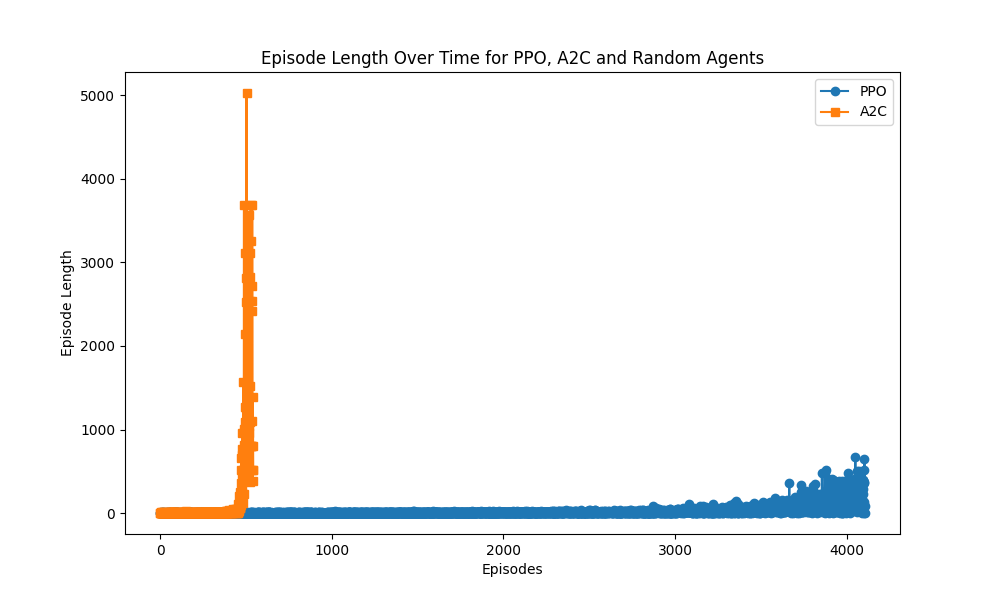 Episode Length Over Time for PPO, A2C and Random Agents
PPO
A2C
Episode Length
5000
4000
3000
2000
1000
0
0 1000 2000 3000 4000
Episodes